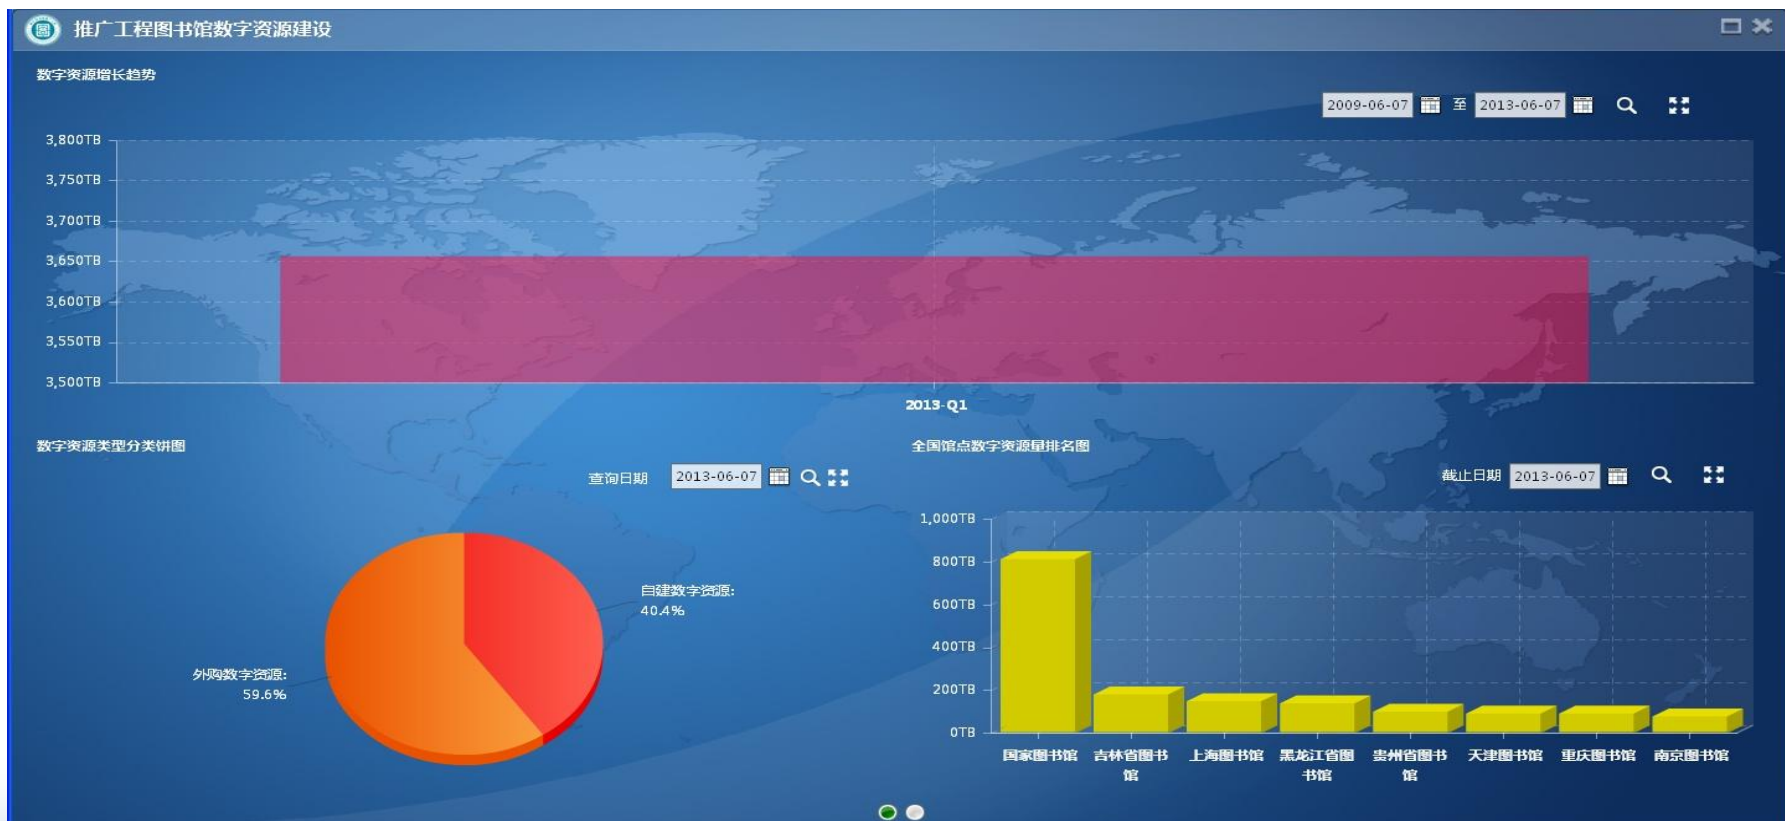 推广工程图书馆数字资源建设
数字资源增长趋势
2009-06-07 至 2013-06-07
3,800TB
3,750TB
3,700TB
3,650TB
3,600TB
3,550TB
3,500TB
2013-Q1
数字资源类型分类饼图
查询日期 2013-06-07
自建数字资源:
40.4%
外购数字资源:
59.6%
全国馆点数字资源量排名图
截止日期 2013-06-07
1,000TB
800TB
600TB
400TB
200TB
0TB
国家图书馆 吉林省图书 上海图书馆 黑龙江省图 贵州省图书 天津图书馆 重庆图书馆 南京图书馆
馆 书馆 馆